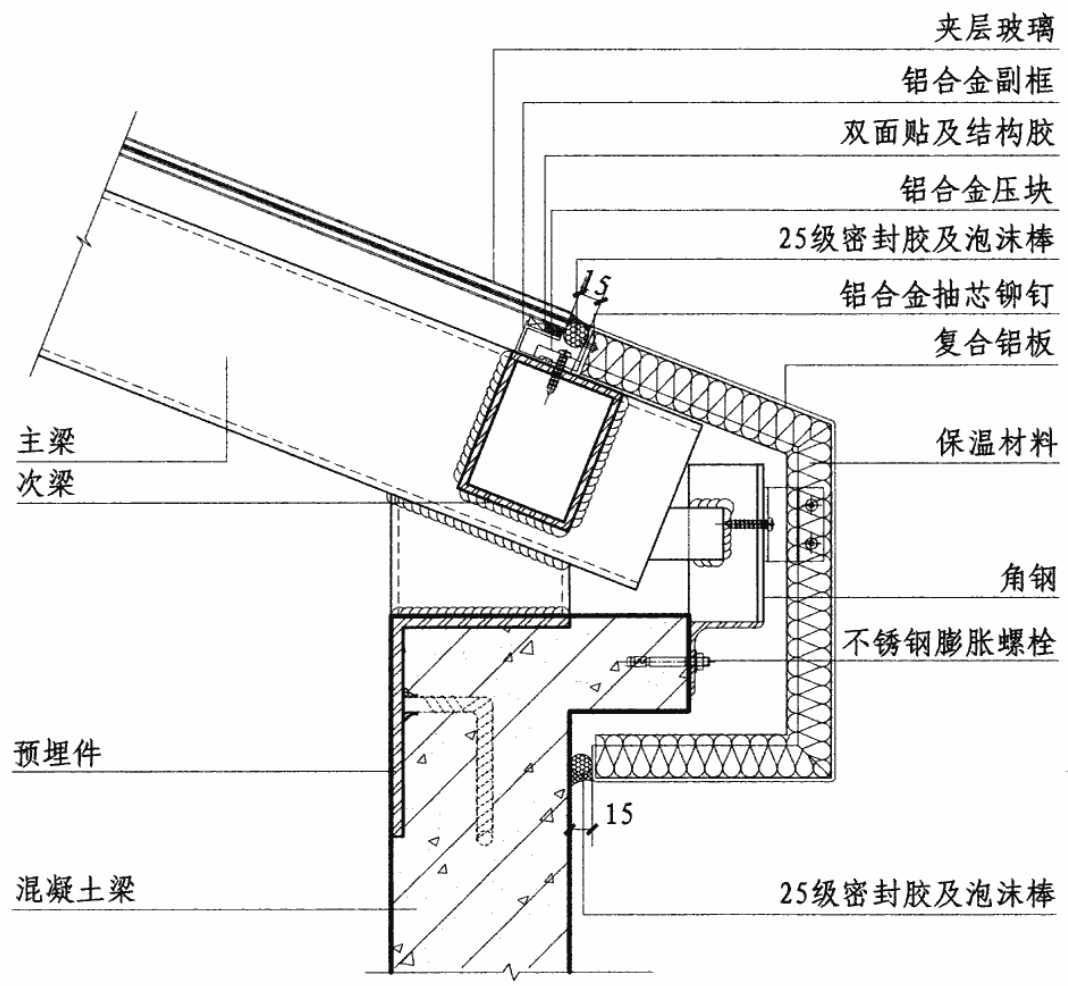 夹层玻璃
铝合金副框
双面贴及结构胶
铝合金压块
25级密封胶及泡沫棒
15
铝合金抽芯铆钉
复合铝板
主梁
保温材料
次梁
角钢
不锈钢膨胀螺栓
预埋件
15
混凝土梁
25级密封胶及泡沫棒